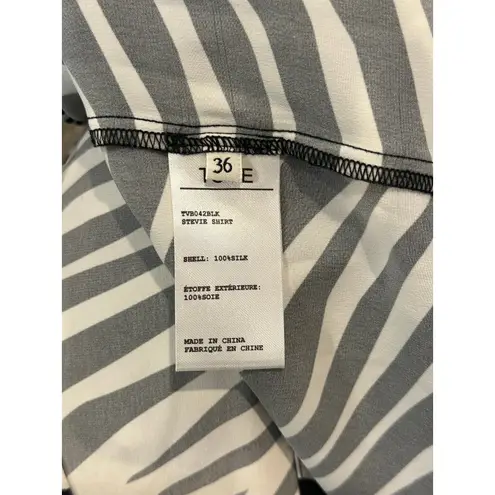 36
TVB042BLK
STEVIE SHIRT
SHELL: 100%SILK
ÉTOFFE EXTÉRIEURE:
100%SOIE
MADE IN CHINA
FABRIQUÉ EN CHINE